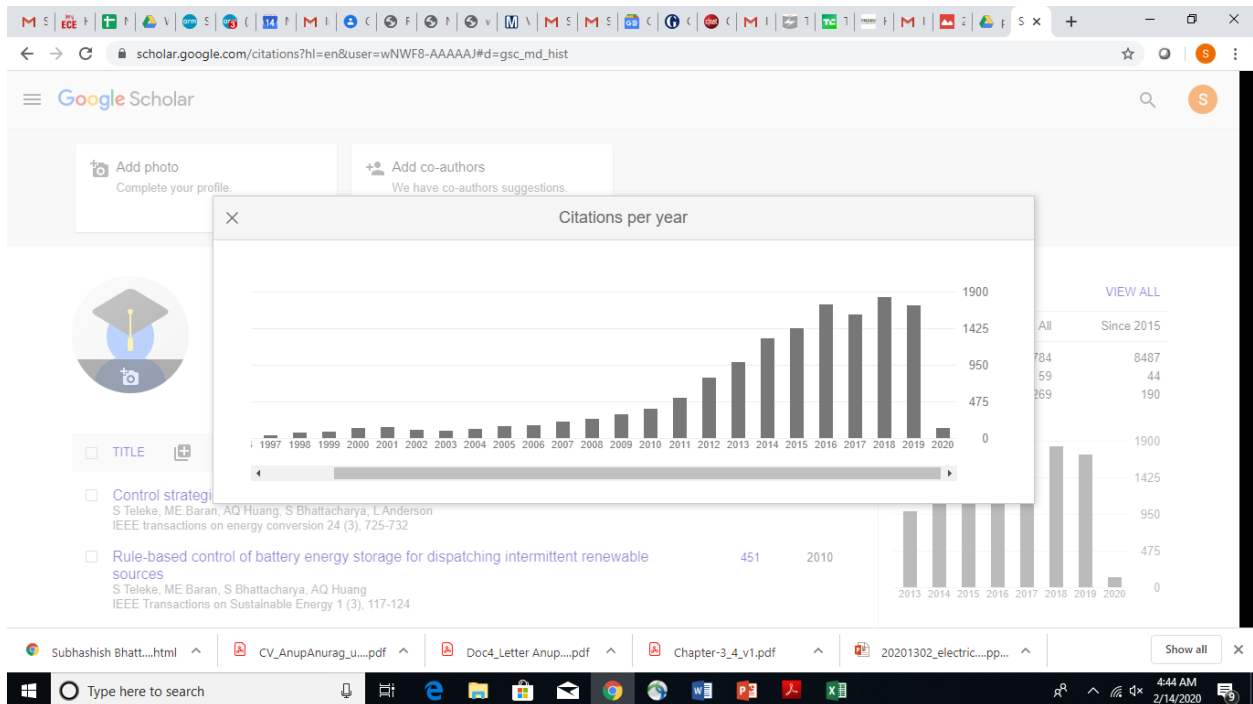 scholar.google.com/citations?hl=en&user=wNWF8-AAAAAJ#d=gsc_md_hist
Google Scholar
S
Add photo
Complete your profile.
Add co-authors
We have co-authors suggestions.
Citations per year
1900
1425
950
475
0
1997 1998 1999 2000 2001 2002 2003 2004 2005 2006 2007 2008 2009 2010 2011 2012 2013 2014 2015 2016 2017 2018 2019 2020
VIEW ALL
All Since 2015
784 8487
59 44
269 190
TITLE
Control strategi
S Teleke, ME Baran, AQ Huang, S Bhattacharya, L Anderson
IEEE transactions on energy conversion 24 (3), 725-732
Rule-based control of battery energy storage for dispatching intermittent renewable 451 2010
sources
S Teleke, ME Baran, S Bhattacharya, AQ Huang
IEEE Transactions on Sustainable Energy 1 (3), 117-124
1900
1425
950
475
0
2013 2014 2015 2016 2017 2018 2019 2020
Subhashish Bhatt....html
CV_AnupAnurag_u....pdf
Doc4_Letter Anup....pdf
Chapter-3_4_v1.pdf
20201302_electric....pp...
Show all
Type here to search
4:44 AM
2/14/2020